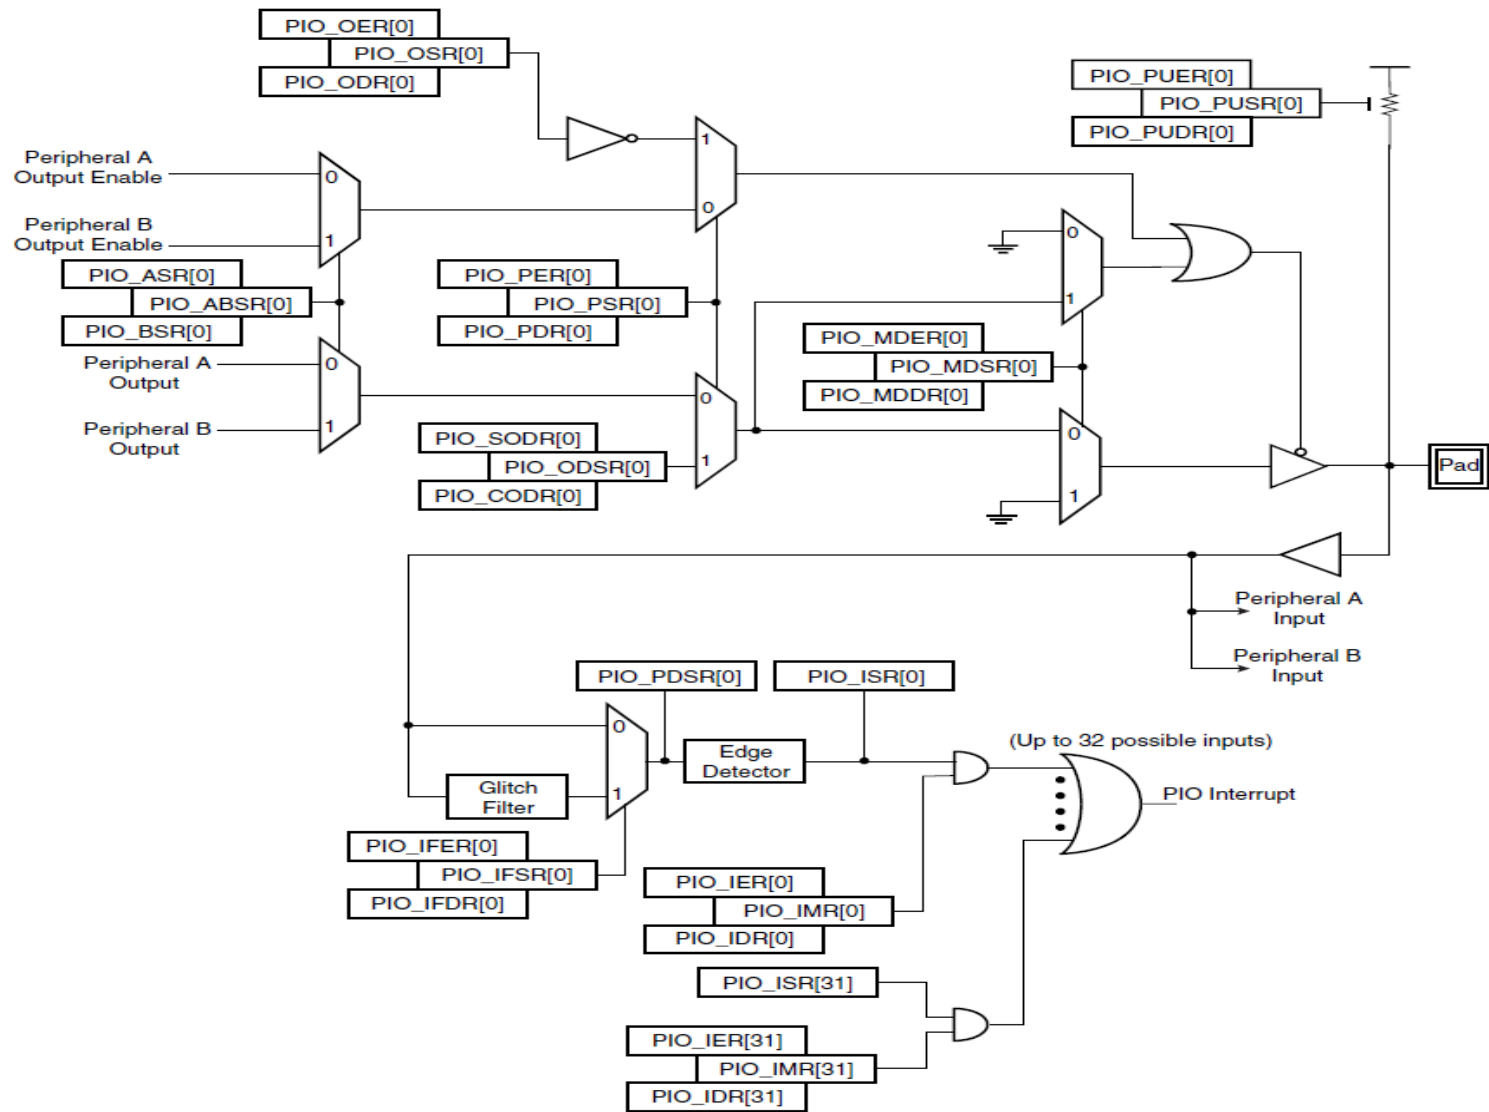 PIO_OER[0]
PIO_OSR[0]
PIO_ODR[0]
PIO_PUER[0]
PIO_PUSR[0]
PIO_PUDR[0]
1
0
Peripheral A
Output Enable
0
Peripheral B
Output Enable
1
PIO_ASR[0]
PIO_ABSR[0]
PIO_BSR[0]
PIO_PER[0]
PIO_PSR[0]
PIO_PDR[0]
0
1
PIO_MDER[0]
PIO_MDSR[0]
PIO_MDDR[0]
Peripheral A
Output
0
Peripheral B
Output
1
0
1
PIO_SODR[0]
PIO_ODSR[0]
PIO_CODR[0]
0
1
Pad
Peripheral A
Input
Peripheral B
Input
PIO_PDSR[0]
PIO_ISR[0]
0
1
Edge
Detector
Glitch
Filter
(Up to 32 possible inputs)
PIO Interrupt
PIO_IFER[0]
PIO_IFSR[0]
PIO_IFDR[0]
PIO_IER[0]
PIO_IMR[0]
PIO_IDR[0]
PIO_ISR[31]
PIO_IER[31]
PIO_IMR[31]
PIO_IDR[31]